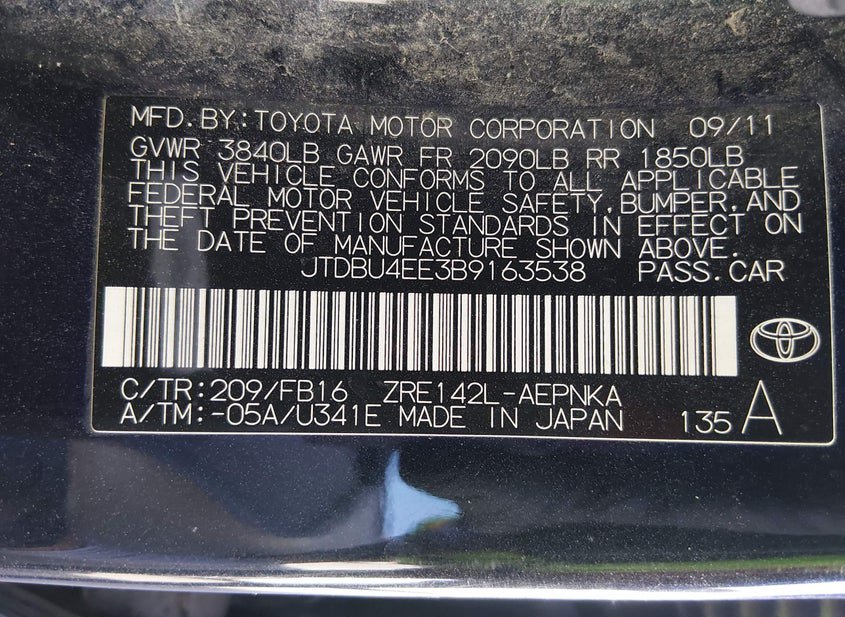 MFD.BY:TOYOTA MOTOR CORPORATION 09/11
GVWR 3840LB GAWR FR 2090LB RR 1850LB
THIS VEHICLE CONFORMS TO ALL APPLICABLE
FEDERAL MOTOR VEHICLE SAFETY,BUMPER,AND
THEFT PREVENTION STANDARDS IN EFFECT ON
THE DATE OF MANUFACTURE SHOWN ABOVE.
JTDBU4EE3B9163538 PASS.CAR
C/TR:209/FB16 ZRE142L-AEPNKA
A/TM:-05A/U341E MADE IN JAPAN 135 A